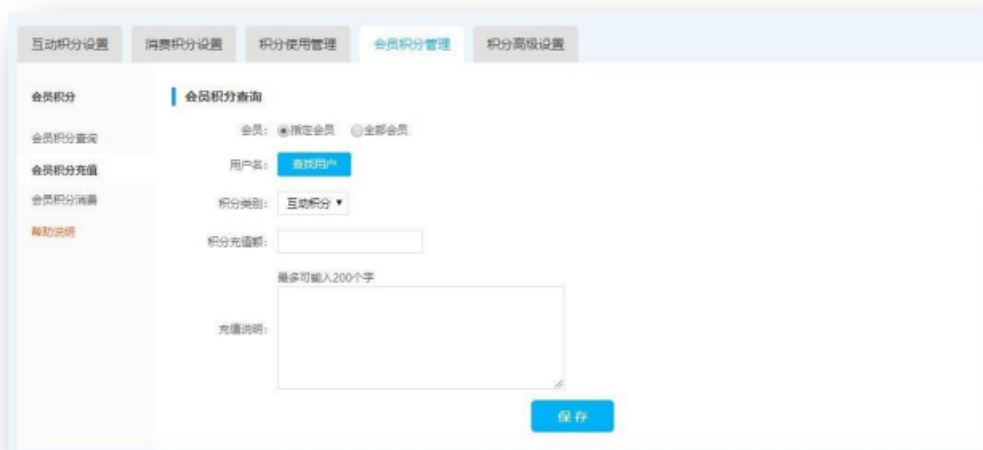 互动积分设置 消费积分设置 积分使用管理 会员积分管理 积分高级设置
会员积分
会员积分查询
会员积分充值
会员积分消费
帮助说明
会员积分查询
会员： 指定会员 全部会员
用户名： 查找用户
积分类别： 互动积分
积分充值额：
最多可输入200个字
充值说明：
保存